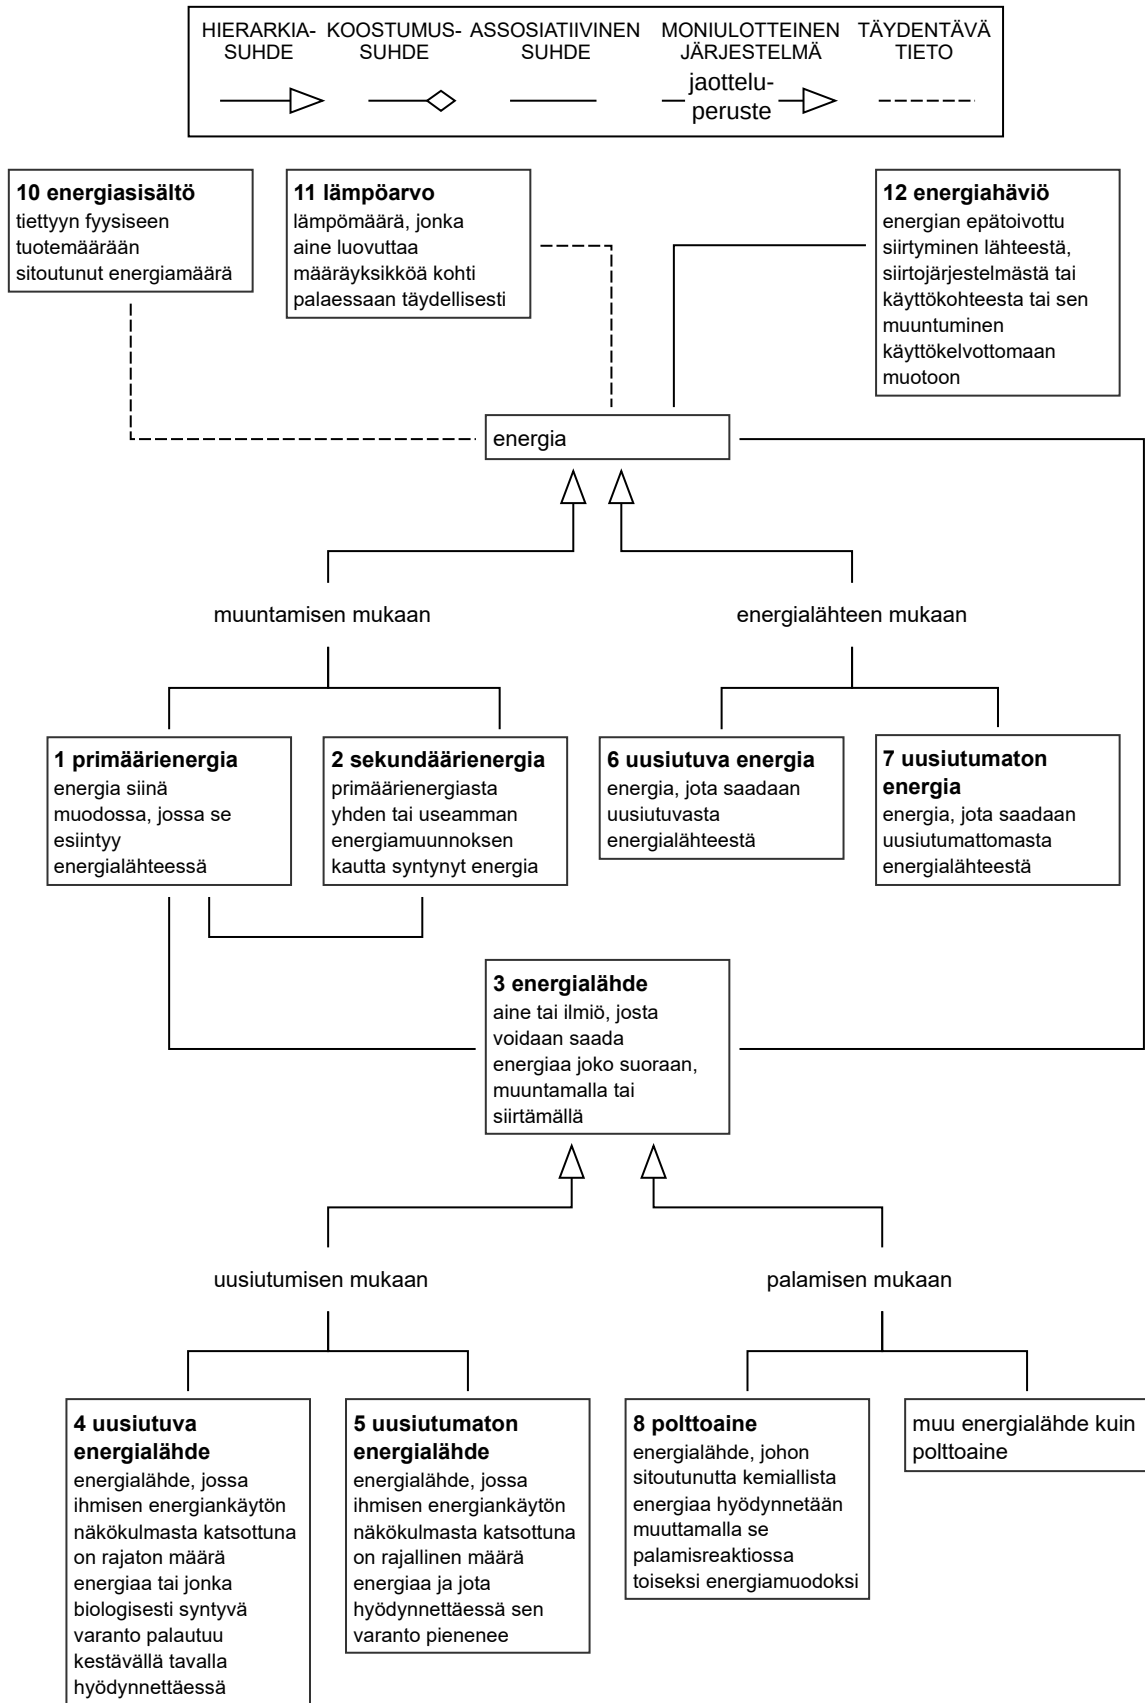 HIERARKIA-
SUHDE
KOOSTUMUS-
SUHDE
ASSOSIATIIVINEN
SUHDE
MONIULOTTEINEN
JÄRJESTELMÄ
jaottelu-
peruste
TÄYDENTÄVÄ
TIETO
10 energiasisältö
tiettyyn fyysiseen
tuotemäärään
sitoutunut energiamäärä
11 lämpöarvo
lämpömäärä, jonka
aine luovuttaa
määräyksikköä kohti
palaessaan täydellisesti
12 energiahäviö
energian epätoivottu
siirtyminen lähteestä,
siirtojärjestelmästä tai
käyttökohteesta tai sen
muuntuminen
käyttökelvottomaan
muotoon
energia
muuntamisen mukaan
energialähteen mukaan
1 primäärienergia
energia siinä
muodossa, jossa se
esiintyy
energialähteessä
2 sekundäärienergia
primäärienergiasta
yhden tai useamman
energiamuunnoksen
kautta syntynyt energia
6 uusiutuva energia
energia, jota saadaan
uusiutuvasta
energialähteestä
7 uusiutumaton
energia
energia, jota saadaan
uusiutumattomasta
energialähteestä
3 energialähde
aine tai ilmiö, josta
voidaan saada
energiaa joko suoraan,
muuntamalla tai
siirtämällä
uusiutumisen mukaan
palamisen mukaan
4 uusiutuva
energialähde
energialähde, jossa
ihmisen energiankäytön
näkökulmasta katsottuna
on rajaton määrä
energiaa tai jonka
biologisesti syntyvä
varanto palautuu
kestävällä tavalla
hyödynnettäessä
5 uusiutumaton
energialähde
energialähde, jossa
ihmisen energiankäytön
näkökulmasta katsottuna
on rajallinen määrä
energiaa ja jota
hyödynnettäessä sen
varanto pienenee
8 polttoaine
energialähde, johon
sitoutunutta kemiallista
energiaa hyödynnetään
muuttamalla se
palamisreaktiossa
toiseksi energiamuodoksi
muu energialähde kuin
polttoaine